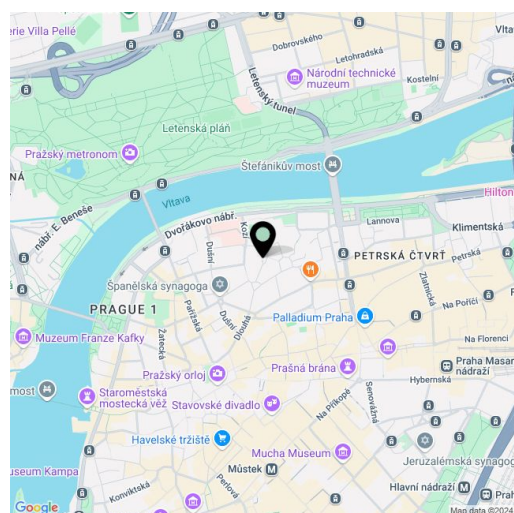 erie Villa Pellé
Dobrovského
Letohradská
Vlta
Národní technické
muzeum
Kostelní
Letenský tunel
Letenská pláň
Pražský metronom
NÁ
Štefánikův most
nábř. E. Beneše
Vltava
Hilton
Dvořákovo nábř.
Kozí
Lannova
Klimentská
Dušní
PETRSKÁ ČTVRŤ
Petrská
Španělská synagoga
Zlatnická
Na Poříčí
PRAGUE 1
Pařížská
Dušní
Dlouhá
Palladium Praha
Muzeum Franze Kafky
Žatecká
Na Florenci
Prašná brána
Praha Masar
nádraží
Pražský orloj
Hybernská
most
Staroměstská
mostecká věž
Stavovské divadlo
Na Příkopě
Senovážná
Havelské tržiště
Mucha Museum
useum Kampa
Můstek
Jeruzalémská synagog
Konviktská
Perlová
Hlavní nádraží
Prah
Google
Map data ©2024